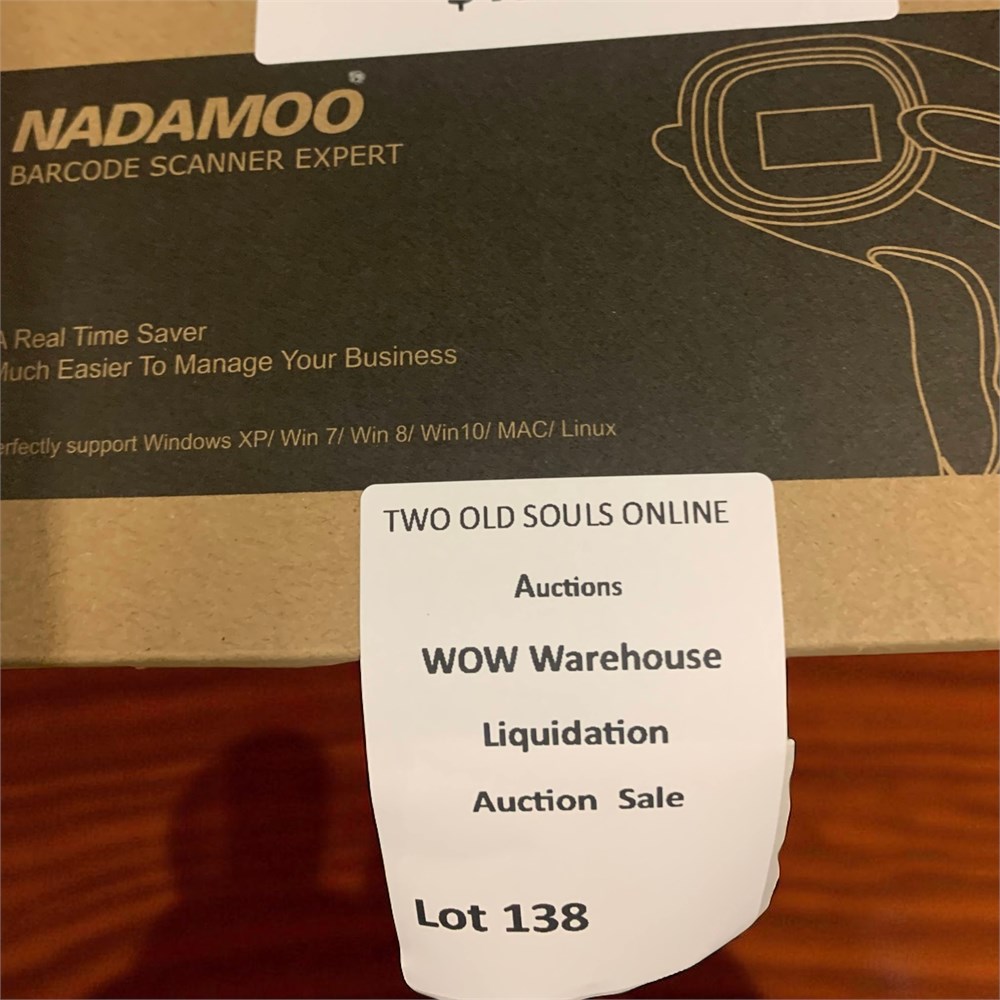 NADAMOO®
BARCODE SCANNER EXPERT
A Real Time Saver
Much Easier To Manage Your Business
erfectly support Windows XP/ Win 7/ Win 8/ Win10/ MAC/ Linux
TWO OLD SOULS ONLINE
Auctions
WOW Warehouse
Liquidation
Auction Sale
Lot 138